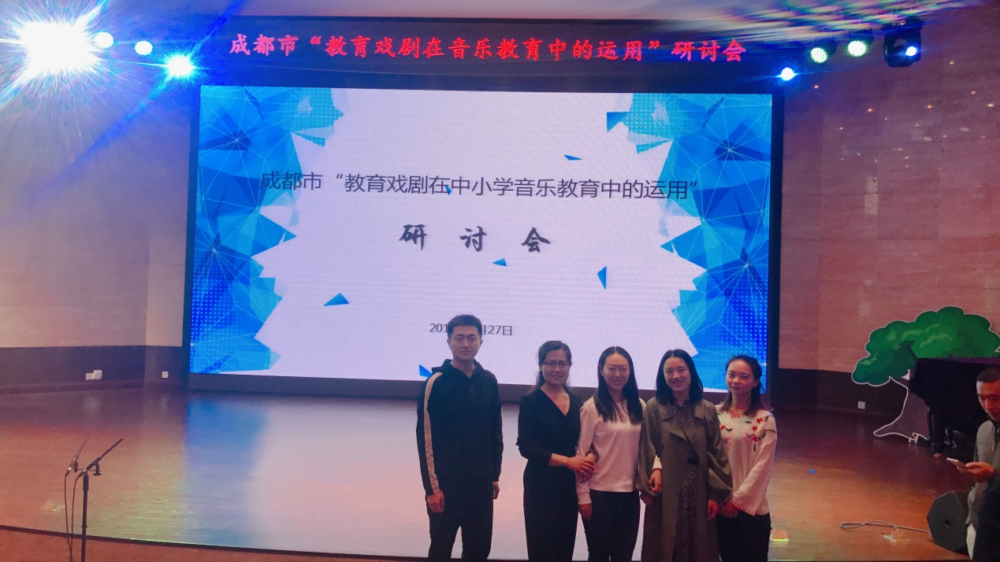 成都市“教育戏剧在音乐教育中的运用”研讨会
成都市“教育戏剧在中小学音乐教育中的运用”
研 讨 会
201 月27日